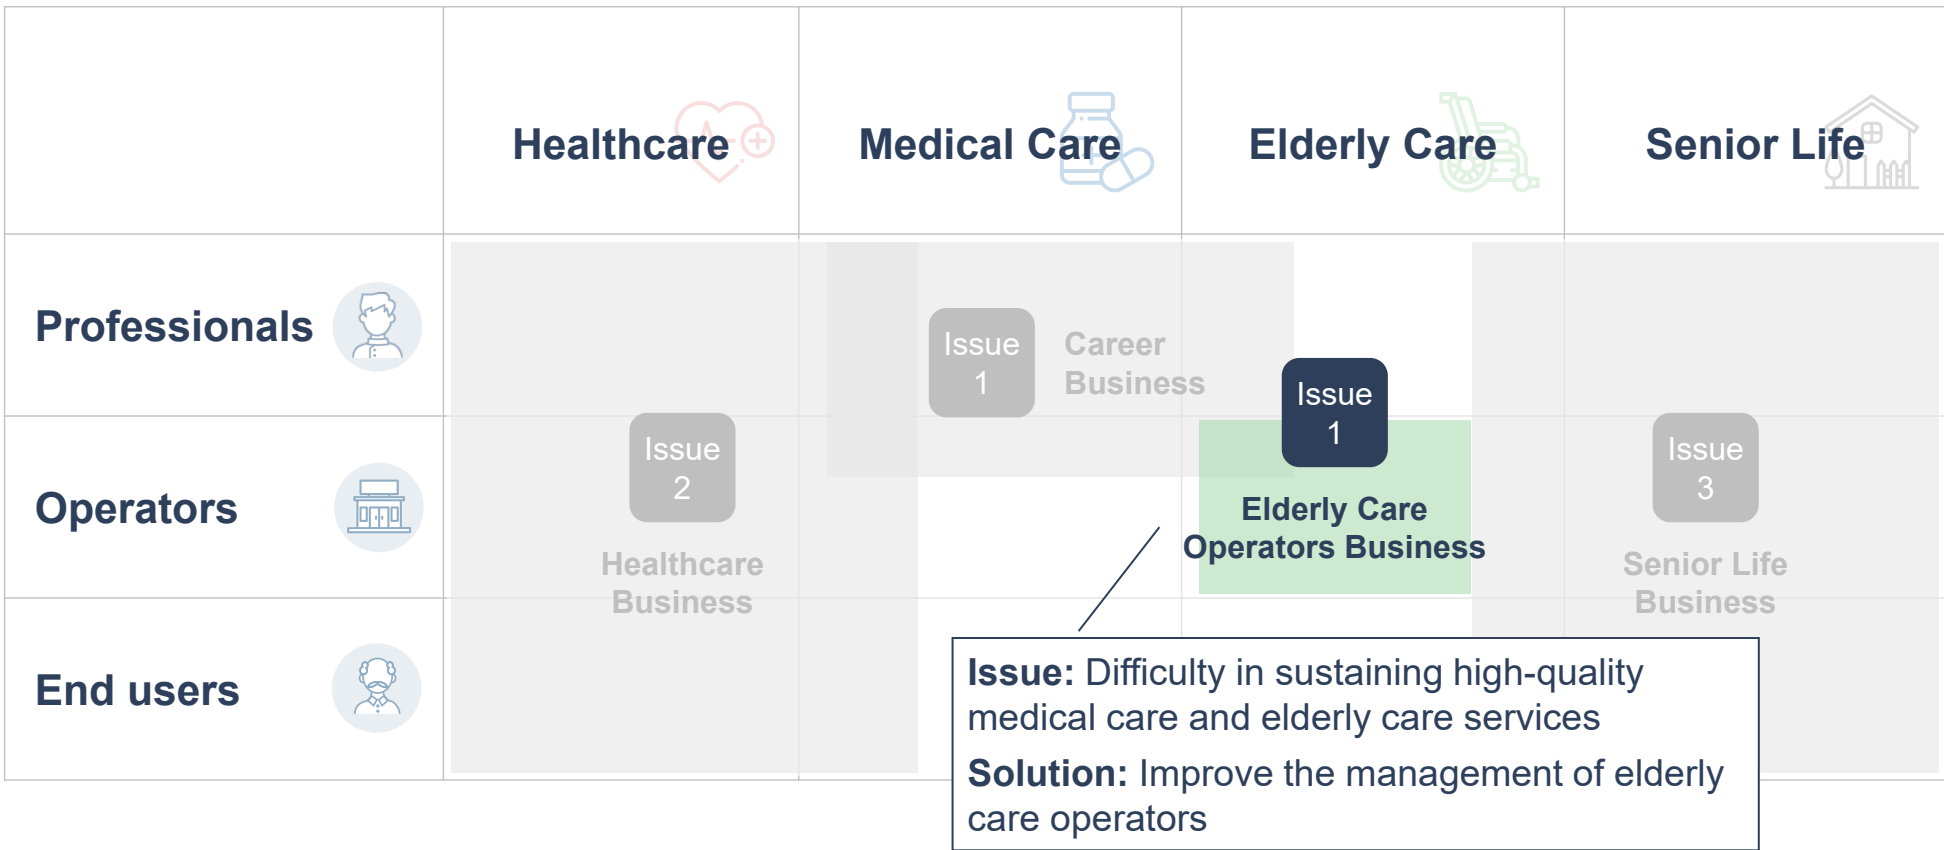 Healthcare
Medical Care
Elderly Care
Senior Life
Professionals
Issue
1
Career
Business
Issue
1
Operators
Issue
2
Healthcare
Business
Elderly Care
Operators Business
Issue
3
Senior Life
Business
End users
Issue: Difficulty in sustaining high-quality
medical care and elderly care services
Solution: Improve the management of elderly
care operators